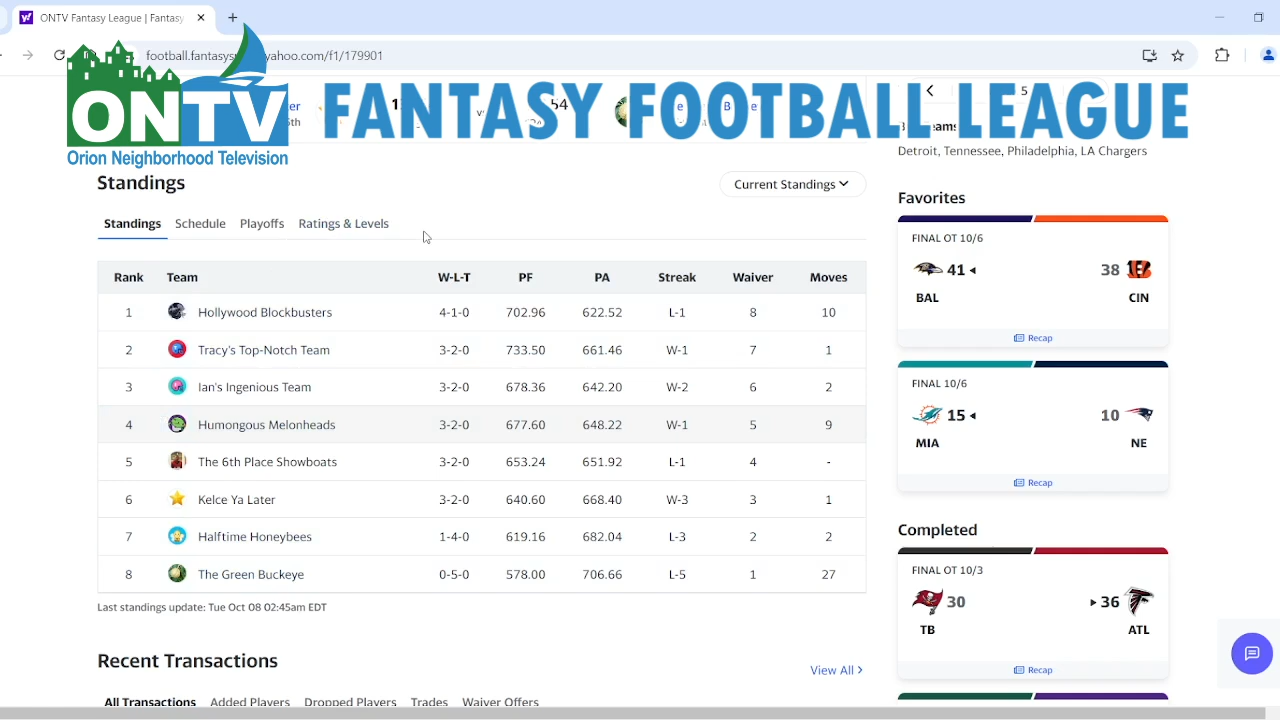 ONTV Fantasy League | Fantasy
football.fantasys yahoo.com/f1/179901
ONTV
Orion Neighborhood Television
FANTASY FOOTBALL LEAGUE
Detroit, Tennessee, Philadelphia, LA Chargers
Standings
Current Standings
Standings Schedule Playoffs Ratings & Levels
Rank Team W-L-T PF PA Streak Waiver Moves
1 Hollywood Blockbusters 4-1-0 702.96 622.52 L-1 8 10
2 Tracy's Top-Notch Team 3-2-0 733.50 661.46 W-1 7 1
3 Ian's Ingenious Team 3-2-0 678.36 642.20 W-2 6 2
4 Humongous Melonheads 3-2-0 677.60 648.22 W-1 5 9
5 The 6th Place Showboats 3-2-0 653.24 651.92 L-1 4 -
6 Kelce Ya Later 3-2-0 640.60 668.40 W-3 3 1
7 Halftime Honeybees 1-4-0 619.16 682.04 L-3 2 2
8 The Green Buckeye 0-5-0 578.00 706.66 L-5 1 27
Last standings update: Tue Oct 08 02:45am EDT
Recent Transactions
View All
All Transactions Added Players Dropped Players Trades Waiver Offers
Favorites
FINAL OT 10/6
41 38
BAL CIN
Recap
FINAL 10/6
15 10
MIA NE
Recap
Completed
FINAL OT 10/3
30 36
TB ATL
Recap